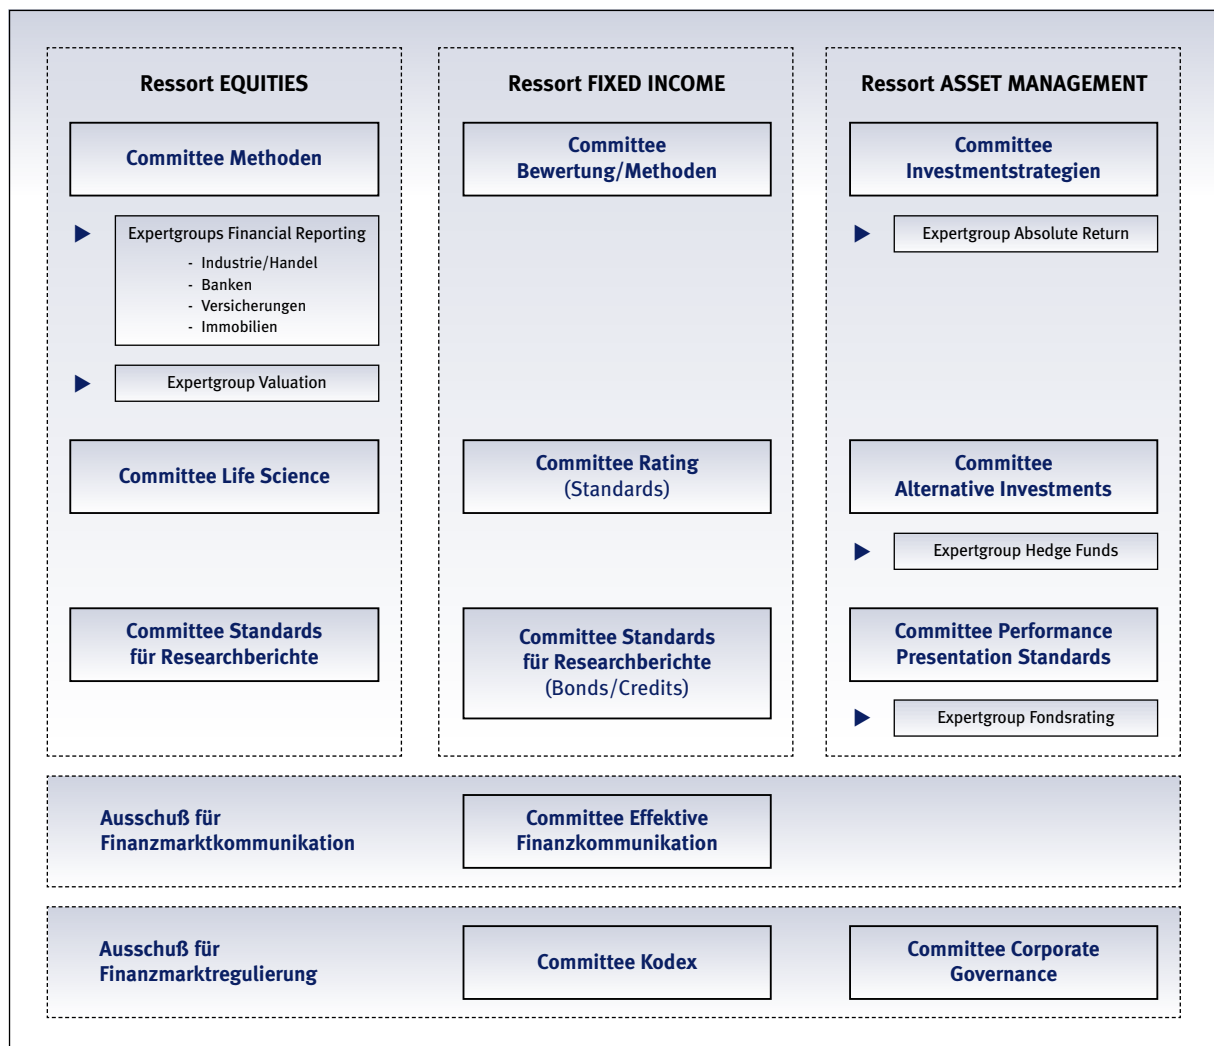 Ressort EQUITIES
Committee Methoden
Expertgroups Financial Reporting
- Industrie/Handel
- Banken
- Versicherungen
- Immobilien
Expertgroup Valuation
Committee Life Science
Committee Standards
für Researchberichte
Ressort FIXED INCOME
Committee
Bewertung/Methoden
Committee Rating
(Standards)
Committee Standards
für Researchberichte
(Bonds/Credits)
Ressort ASSET MANAGEMENT
Committee
Investmentstrategien
Expertgroup Absolute Return
Committee
Alternative Investments
Expertgroup Hedge Funds
Committee Performance
Presentation Standards
Expertgroup Fondsrating
Ausschuß für
Finanzmarktkommunikation
Committee Effektive
Finanzkommunikation
Ausschuß für
Finanzmarktregulierung
Committee Kodex
Committee Corporate
Governance